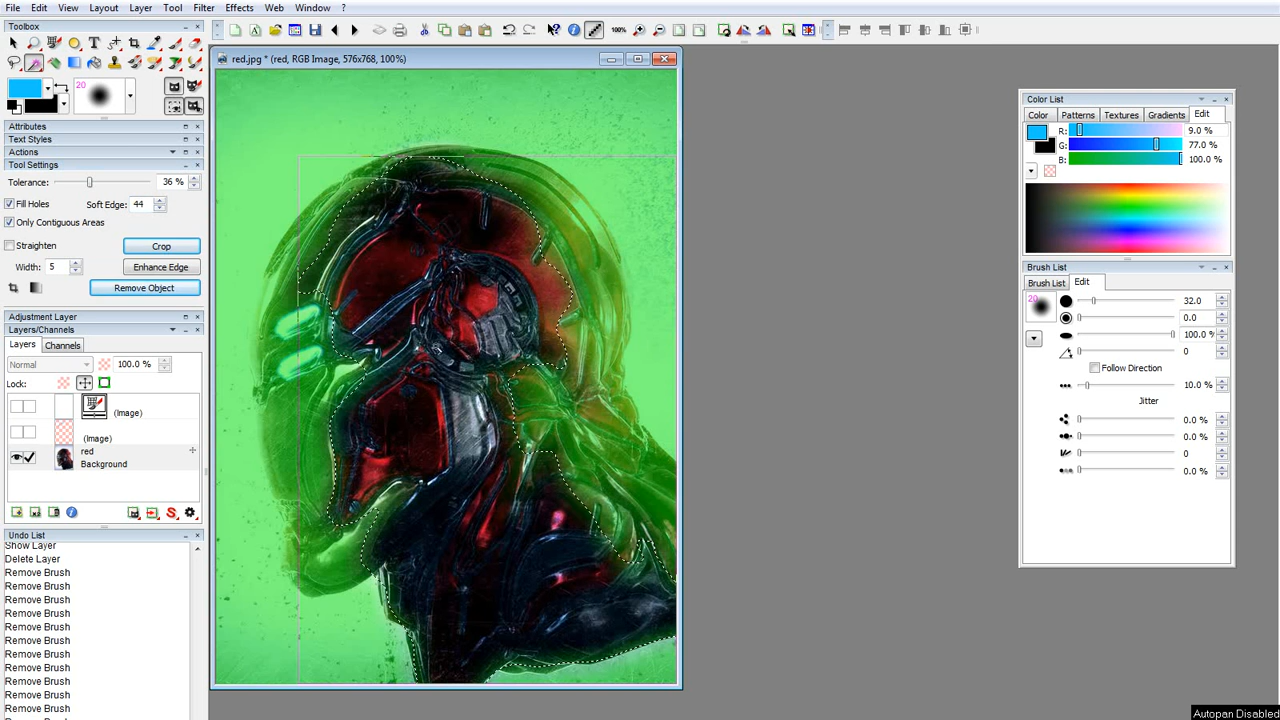 File Edit View Layout Layer Tool Filter Effects Web Window ?
Toolbox
100%
red.jpg * (red, RGB Image, 576x768, 100%)
20
Attributes
Text Styles
Actions
Tool Settings
Tolerance: 36 %
Fill Holes Soft Edge: 44
Only Contiguous Areas
Straighten Crop
Width: 5 Enhance Edge
Remove Object
Adjustment Layer
Layers/Channels
Layers Channels
Normal 100.0 %
Lock:
(Image)
(Image)
red
Background
Undo List
Show Layer
Delete Layer
Remove Brush
Remove Brush
Remove Brush
Remove Brush
Remove Brush
Remove Brush
Remove Brush
Remove Brush
Remove Brush
Remove Brush
Remove Brush
Color List
Color Patterns Textures Gradients Edit
R: 9.0 %
G: 77.0 %
B: 100.0 %
Brush List
Brush List Edit
20
32.0
0.0
100.0 %
0
Follow Direction
10.0 %
Jitter
0.0 %
0.0 %
0
0.0 %
Autopan Disabled